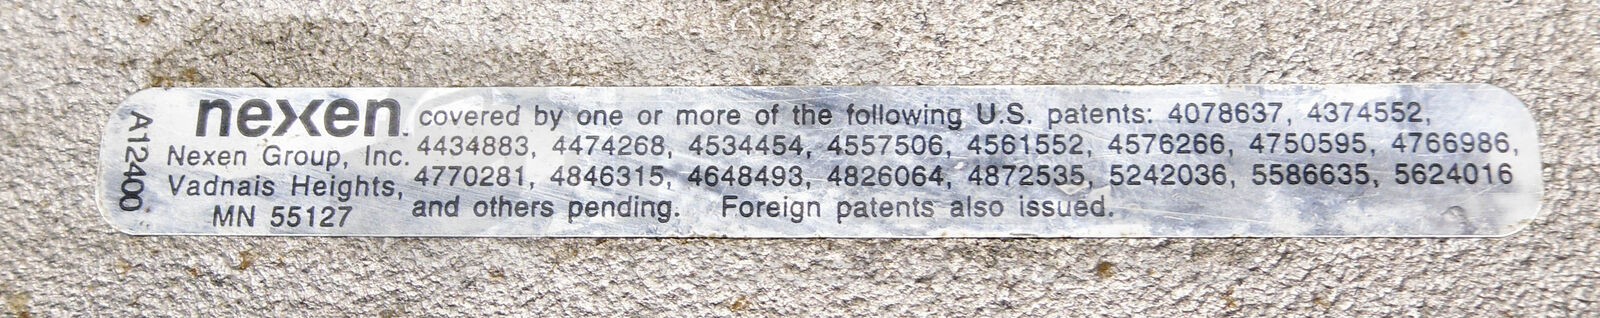 A12400
nexen
Nexen Group, Inc.
Vadnais Heights,
MN 55127
covered by one or more of the following U.S. patents: 4078637, 4374552,
4434883, 4474268, 4534454, 4557506, 4561552, 4576266, 4750595, 4766986,
4770281, 4846315, 4648493, 4826064, 4872535, 5242036, 5586635, 5624016
and others pending. Foreign patents also issued.